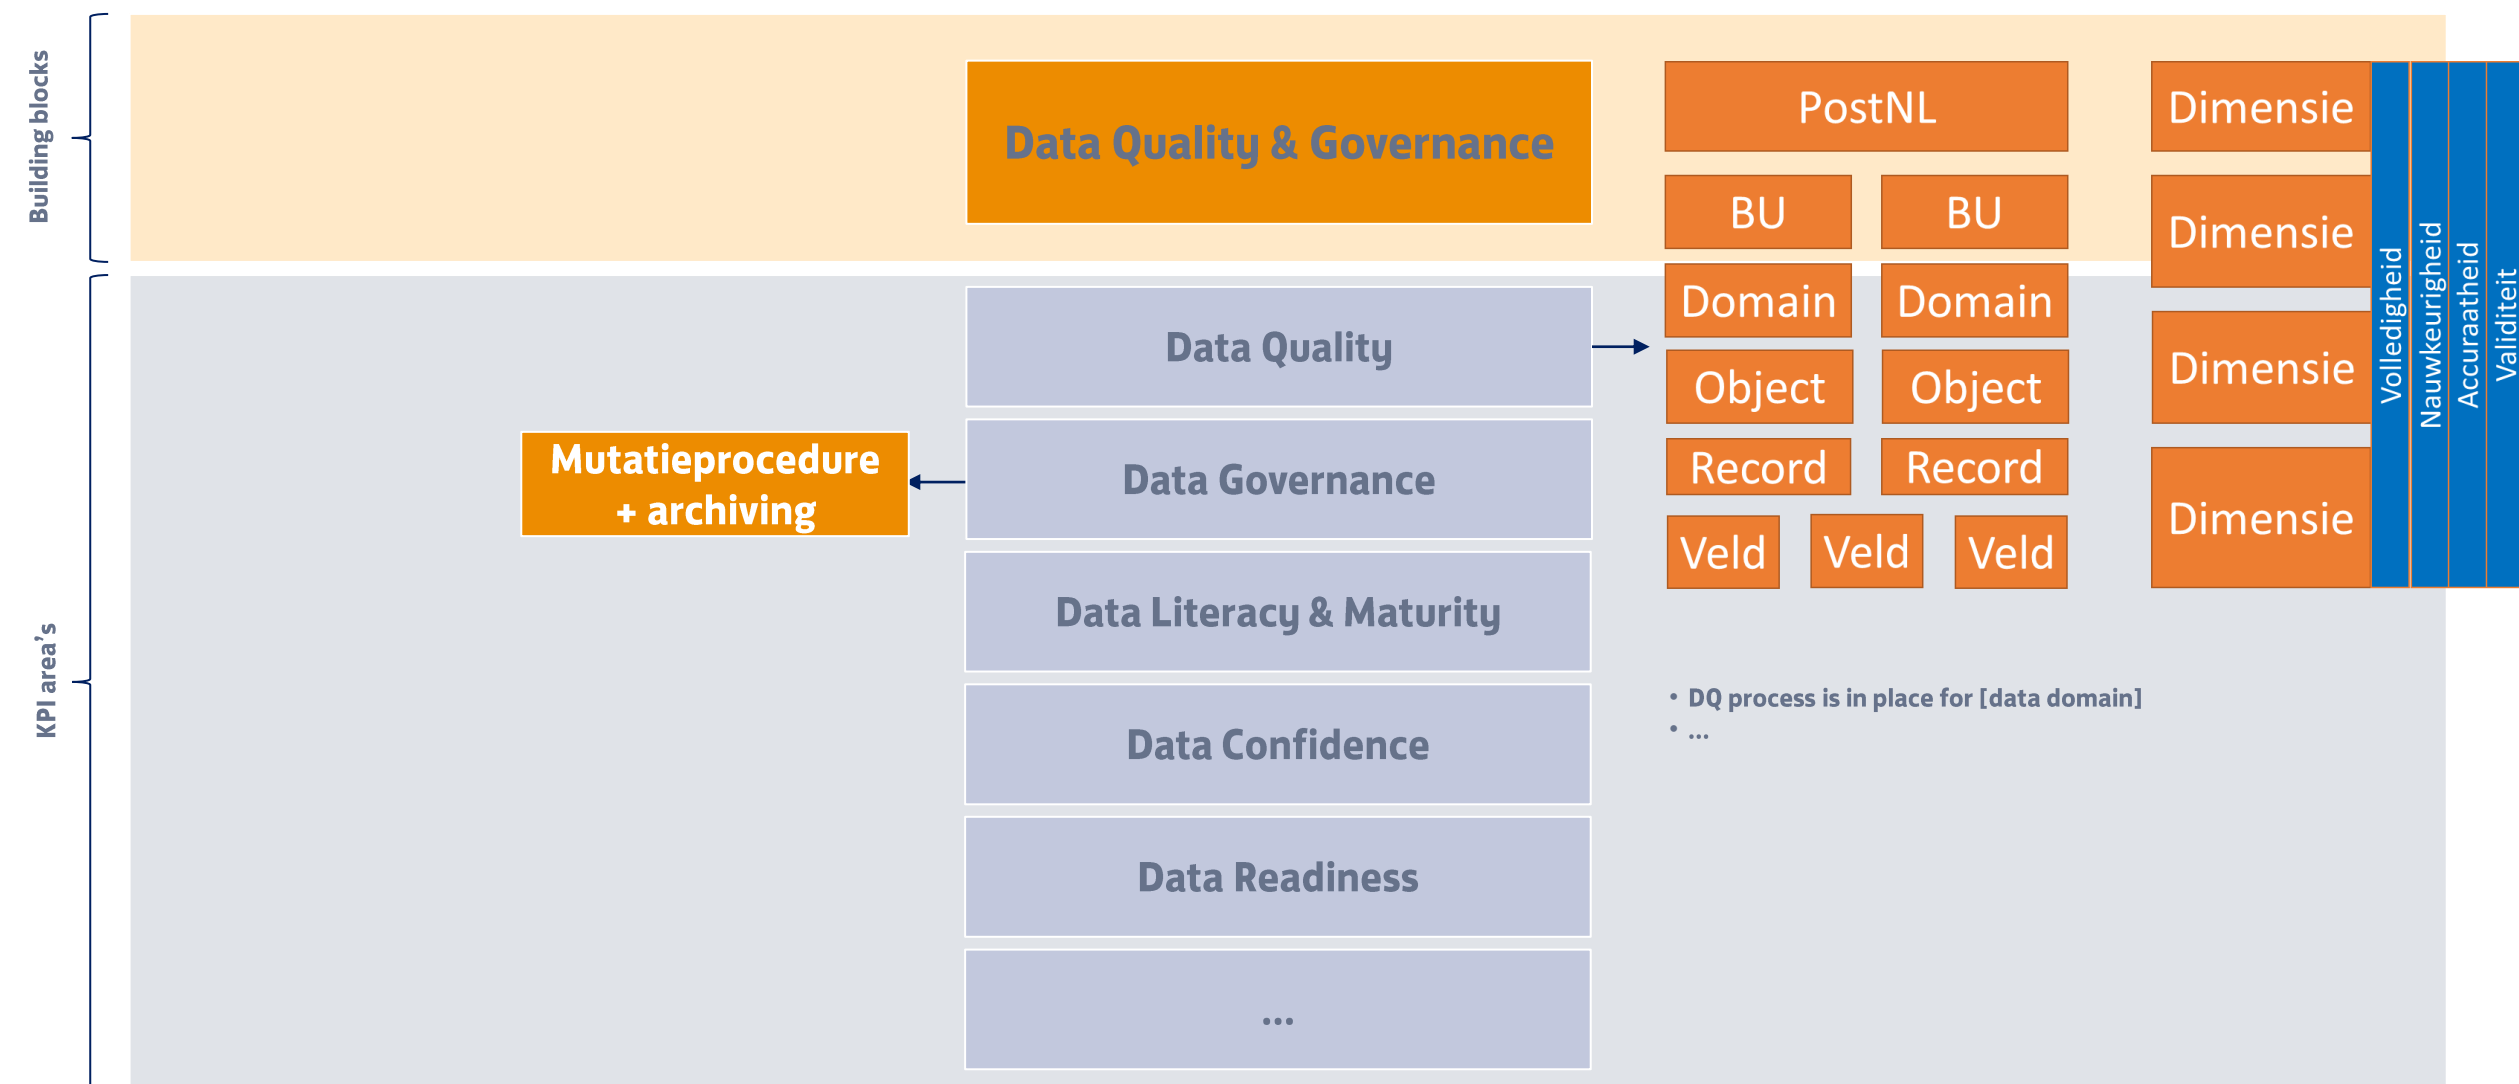 Building blocks
Data Quality & Governance
PostNL
Dimensie
BU
BU
Dimensie
Domain
Domain
Data Quality
Dimensie
Object
Object
Volledigheid
Nauwkeurigheid
Accuraatheid
Validiteit
Mutatieprocedure
+ archiving
Data Governance
Record
Record
Dimensie
Veld
Veld
Veld
KPI area's
Data Literacy & Maturity
• DQ process is in place for [data domain]
• ...
Data Confidence
Data Readiness
...